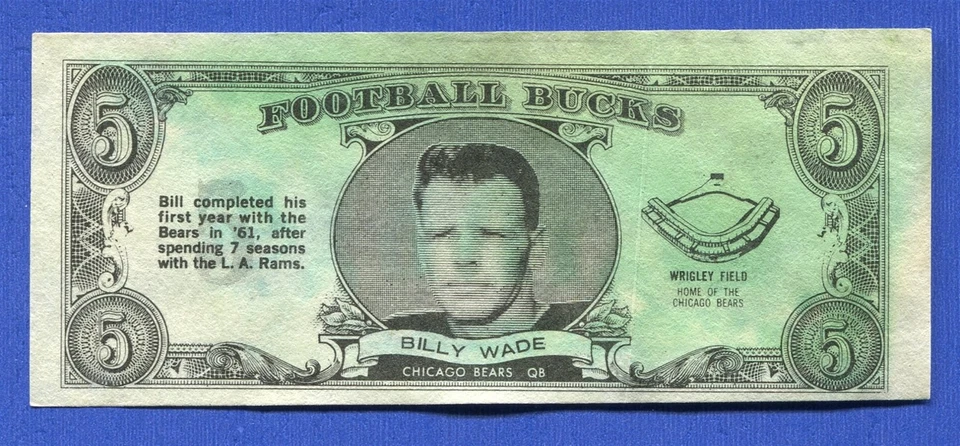 FOOTBALL BUCKS
5
5
Bill completed his
first year with the
Bears in '61, after
spending 7 seasons
with the L. A. Rams.
WRIGLEY FIELD
HOME OF THE
CHICAGO BEARS
BILLY WADE
CHICAGO BEARS QB
5
5